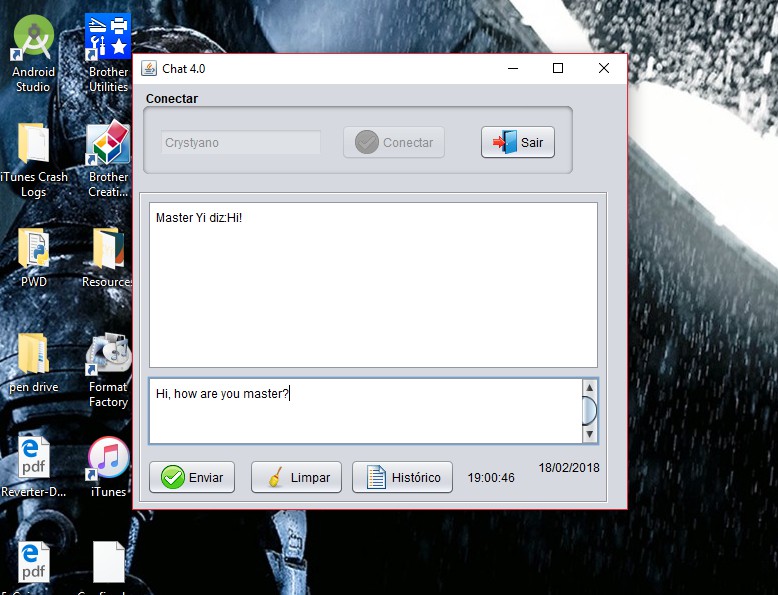 Android
Studio
Brother
Utilities
iTunes Crash
Logs
Brother
Creati...
PWD
Resources
pen drive
Format
Factory
pdf
Reverter-D...
iTunes
pdf
Chat 4.0
Conectar
Crystyano
Conectar
Sair
Master Yi diz:Hi!
Hi, how are you master?
Enviar
Limpar
Histórico
19:00:46
18/02/2018